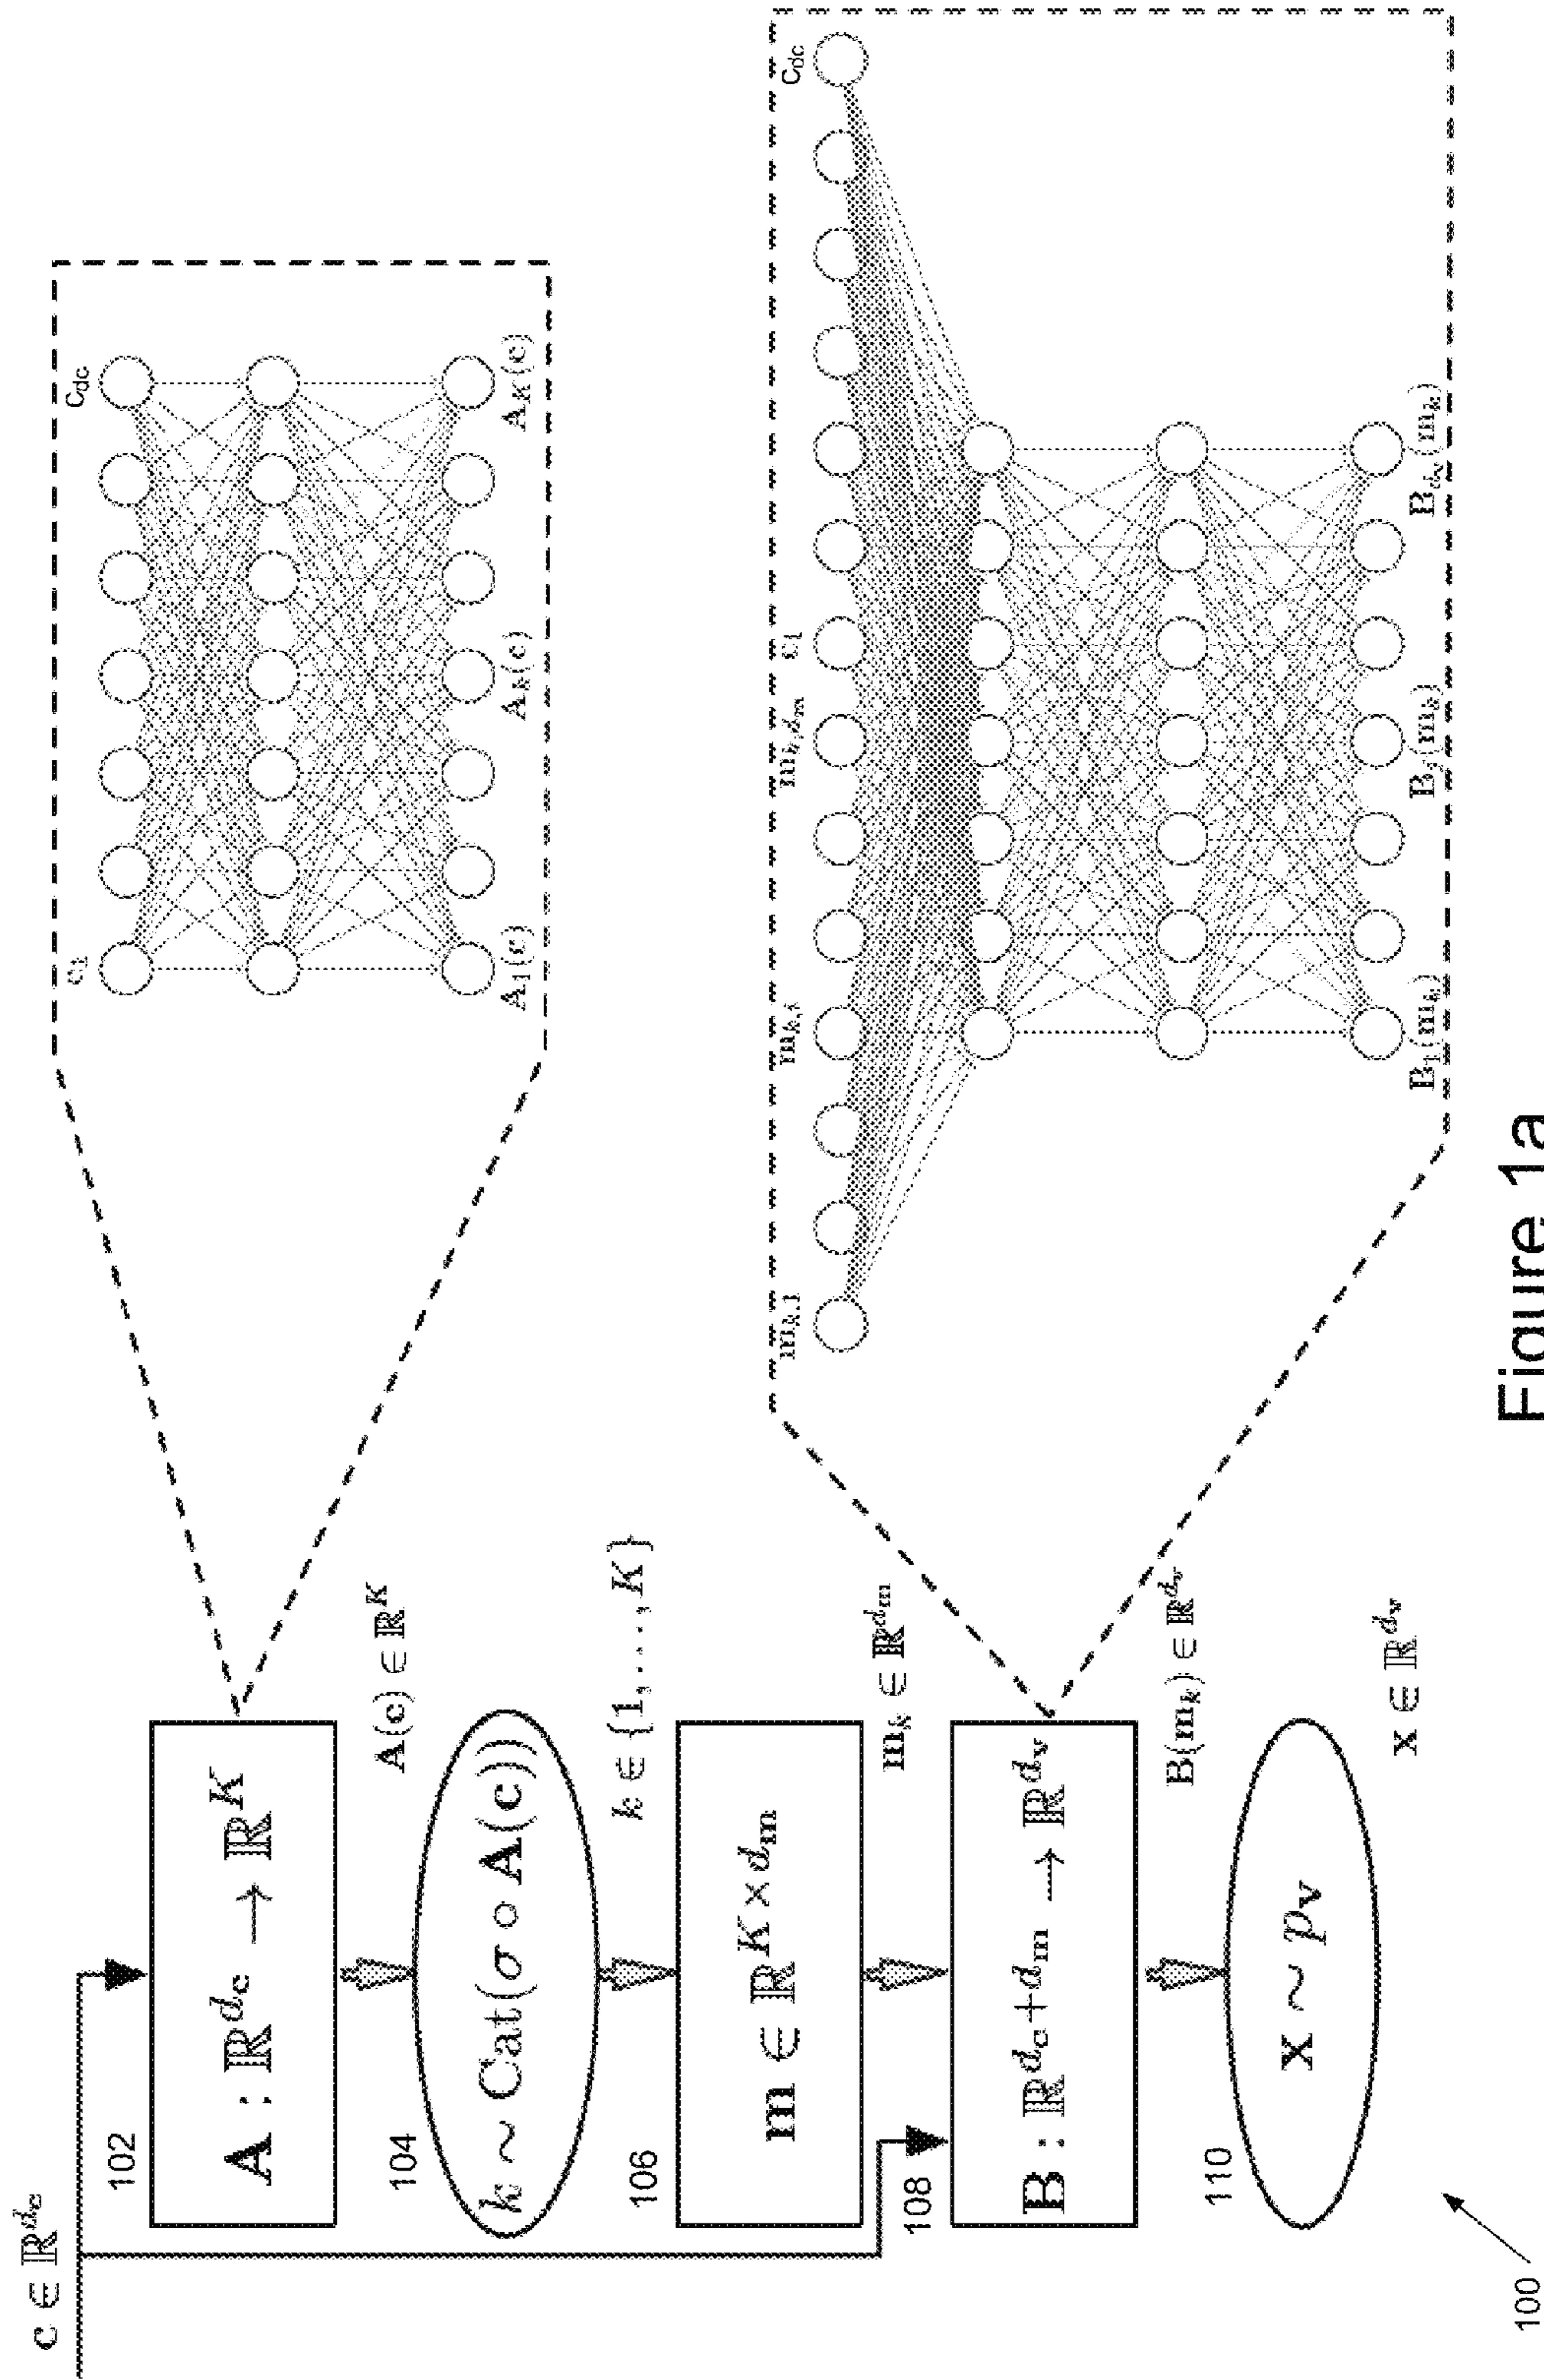 c ∈ ℝ^{d_c}
102
A : ℝ^{d_c} → ℝ^K
A(c) ∈ ℝ^K
104
k ∼ Cat(σ ∘ A(c))
k ∈ {1, . . . , K}
106
m ∈ ℝ^{K×d_m}
m_k ∈ ℝ^{d_m}
108
B : ℝ^{d_c+d_m} → ℝ^{d_v}
B(m_k) ∈ ℝ^{d_v}
110
x ∼ p_v
x ∈ ℝ^{d_v}
100
c_1 C_{dc}
A_1(c) A_k(c) A_K(c)
m_{k,1} m_{k,i} m_{k,d_m} c_1 C_{dc}
B_1(m_k) B_j(m_k) B_{d_v}(m_k)
Figure 1a